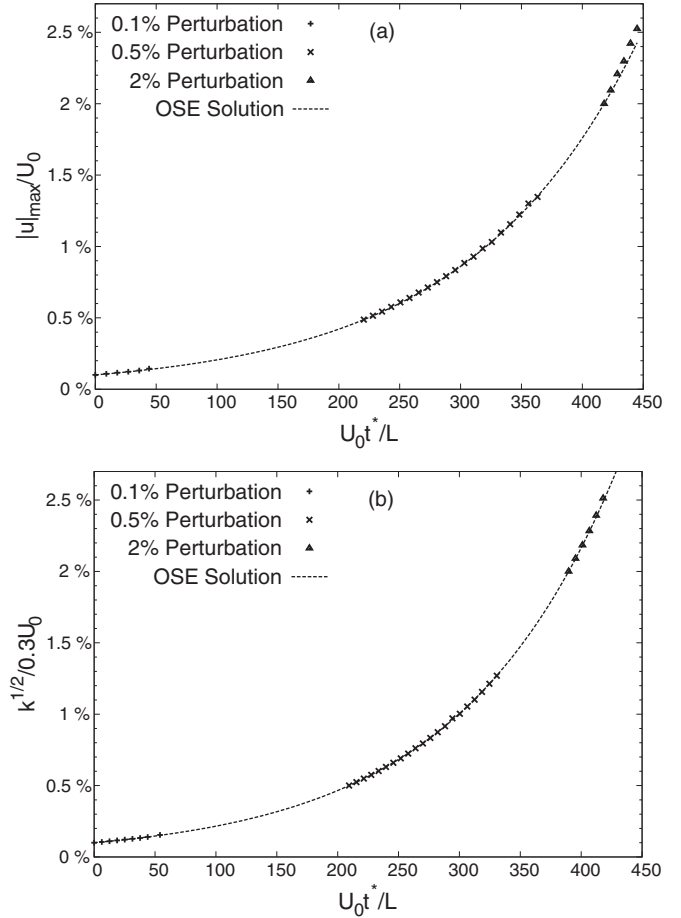 2.5 %
2 %
1.5 %
1 %
0.5 %
0 %
|u|max/U0
0.1% Perturbation
0.5% Perturbation
2% Perturbation
OSE Solution
(a)
0 50 100 150 200 250 300 350 400 450
U0t*/L
2.5 %
2 %
1.5 %
1 %
0.5 %
0 %
k1/2/0.3U0
0.1% Perturbation
0.5% Perturbation
2% Perturbation
OSE Solution
(b)
0 50 100 150 200 250 300 350 400 450
U0t*/L